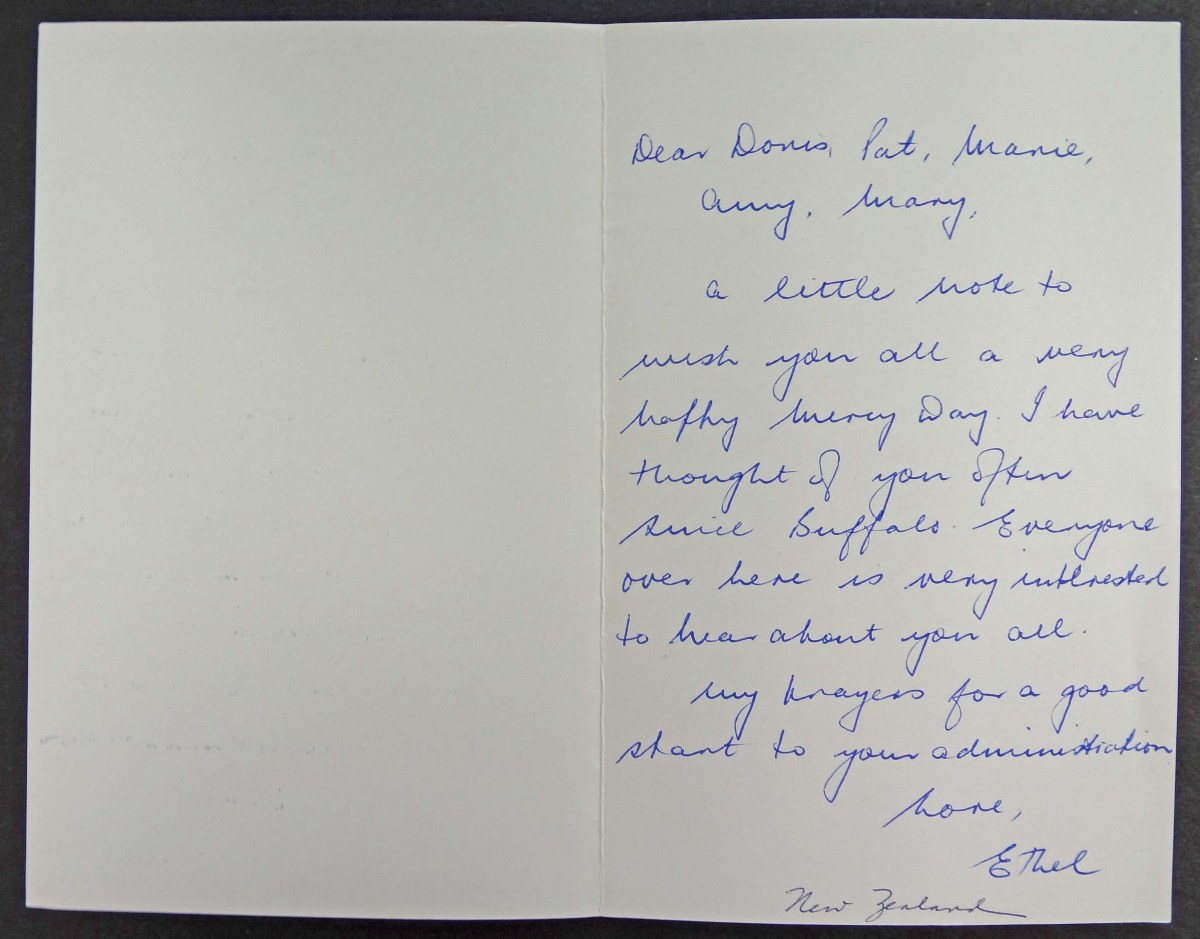 Dear Doris, Pat, Marie,
Amy, Mary,
a little note to
wish you all a very
happy Mercy Day. I have
thought of you often
since Buffalo. Everyone
over here is very interested
to hear about you all.
my prayers for a good
start to your administration
Love,
Ethel
New Zealand